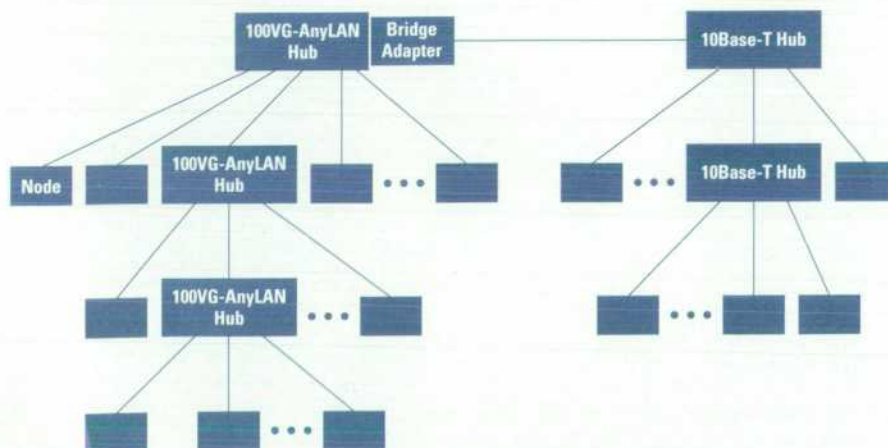 100VG-AnyLAN
Hub
Bridge
Adapter
10Base-T Hub
Node
100VG-AnyLAN
Hub
10Base-T Hub
100VG-AnyLAN
Hub